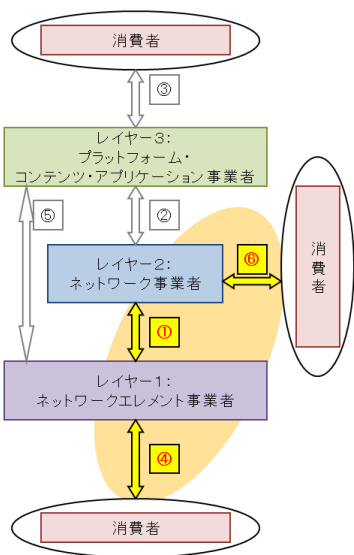 消費者
③
レイヤー３：
プラットフォーム・
コンテンツ・アプリケーション事業者
⑤
②
レイヤー２：
ネットワーク事業者
⑥
消
費
者
①
レイヤー１：
ネットワークエレメント事業者
④
消費者